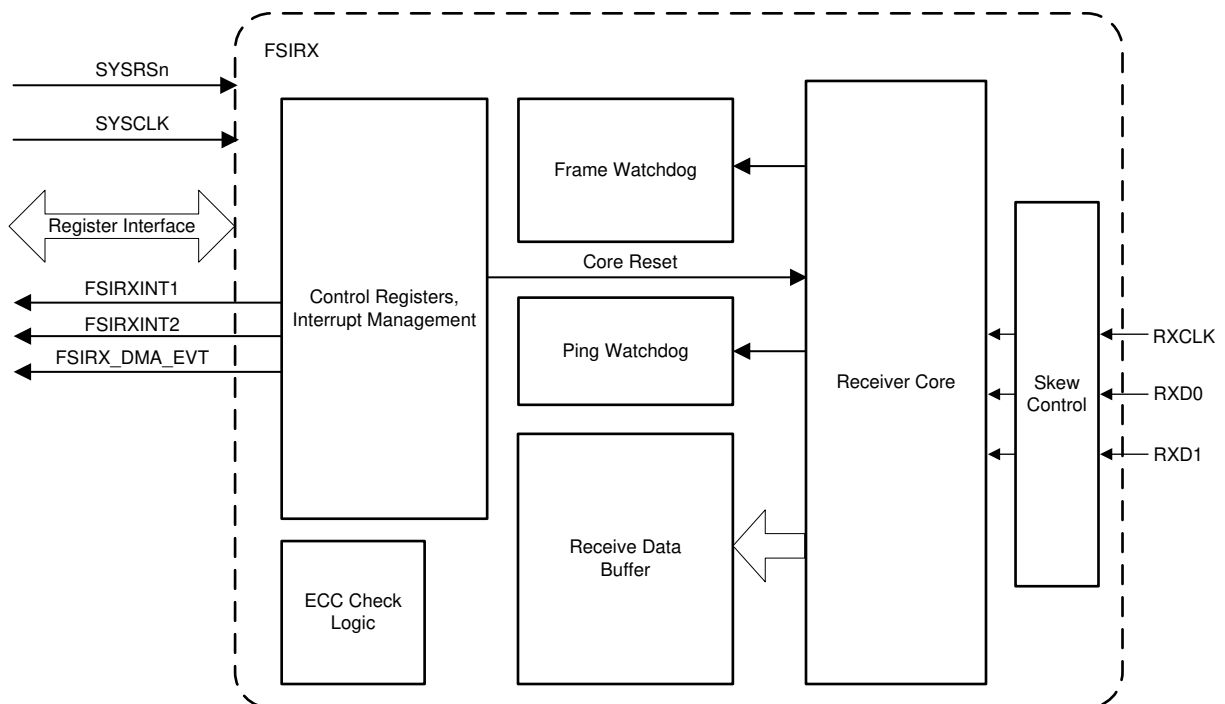 FSIRX
SYSRSn
SYSCLK
Register Interface
FSIRXINT1
FSIRXINT2
FSIRX_DMA_EVT
Control Registers,
Interrupt Management
ECC Check
Logic
Frame Watchdog
Core Reset
Ping Watchdog
Receive Data
Buffer
Receiver Core
Skew
Control
RXCLK
RXD0
RXD1